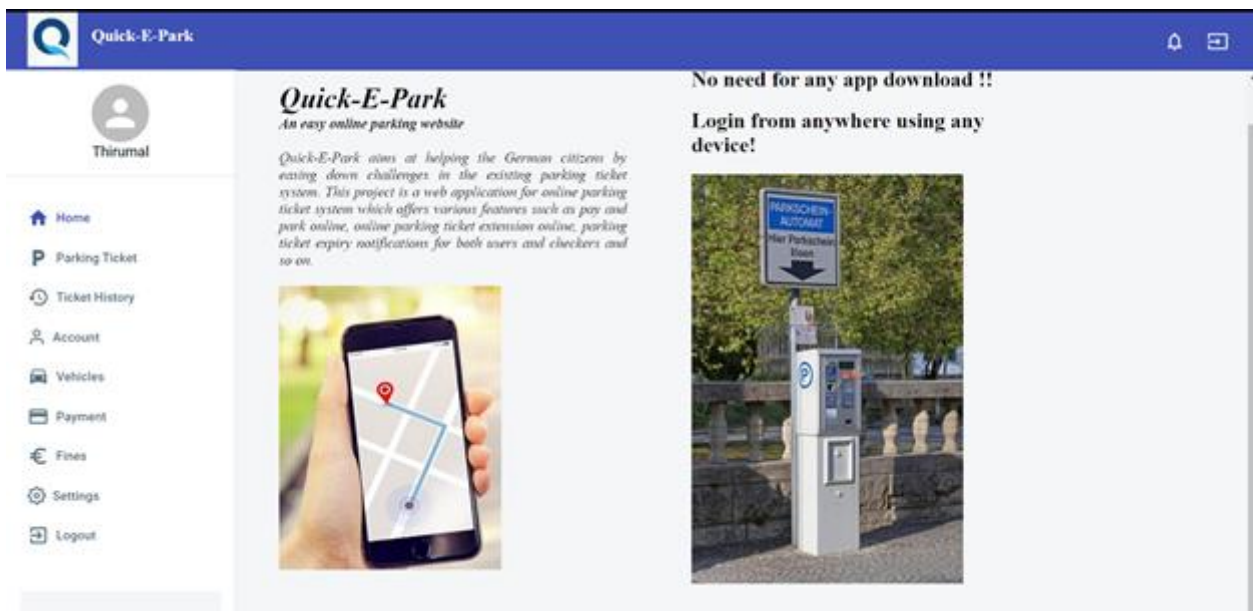 Quick-E-Park
Thirumal
Home
Parking Ticket
Ticket History
Account
Vehicles
Payment
Fines
Settings
Logout
Quick-E-Park
An easy online parking website
Quick-E-Park aims at helping the German citizens by
easing down challenges in the existing parking ticket
system. This project is a web application for online parking
ticket system which offers various features such as pay and
park online, online parking ticket extension online, parking
ticket expiry notifications for both users and checkers and
so on.
No need for any app download !!
Login from anywhere using any
device!
PARKSCHEIN-
AUTOMAT
Hier Parkschein
lösen
P